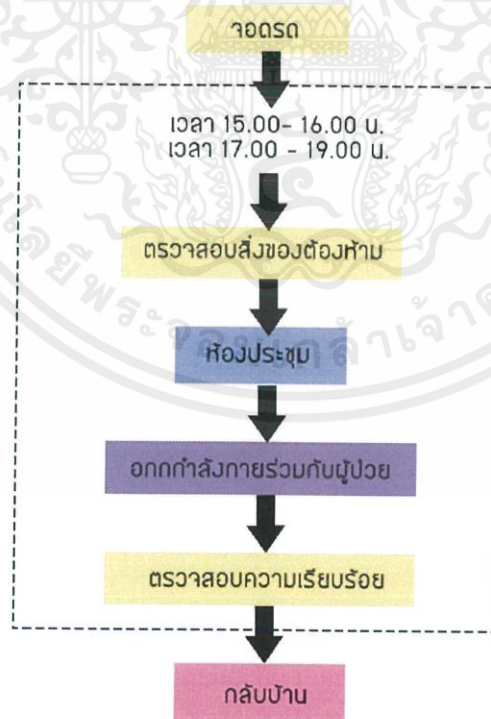 จอดรถ
เวลา 15.00- 16.00 น.
เวลา 17.00 - 19.00 น.
ตรวจสอบสิ่งของต้องห้าม
ห้องประชุม
อกกกำลังกายร่วมกับผู้ป่วย
ตรวจสอบความเรียบร้อย
กลับบ้าน